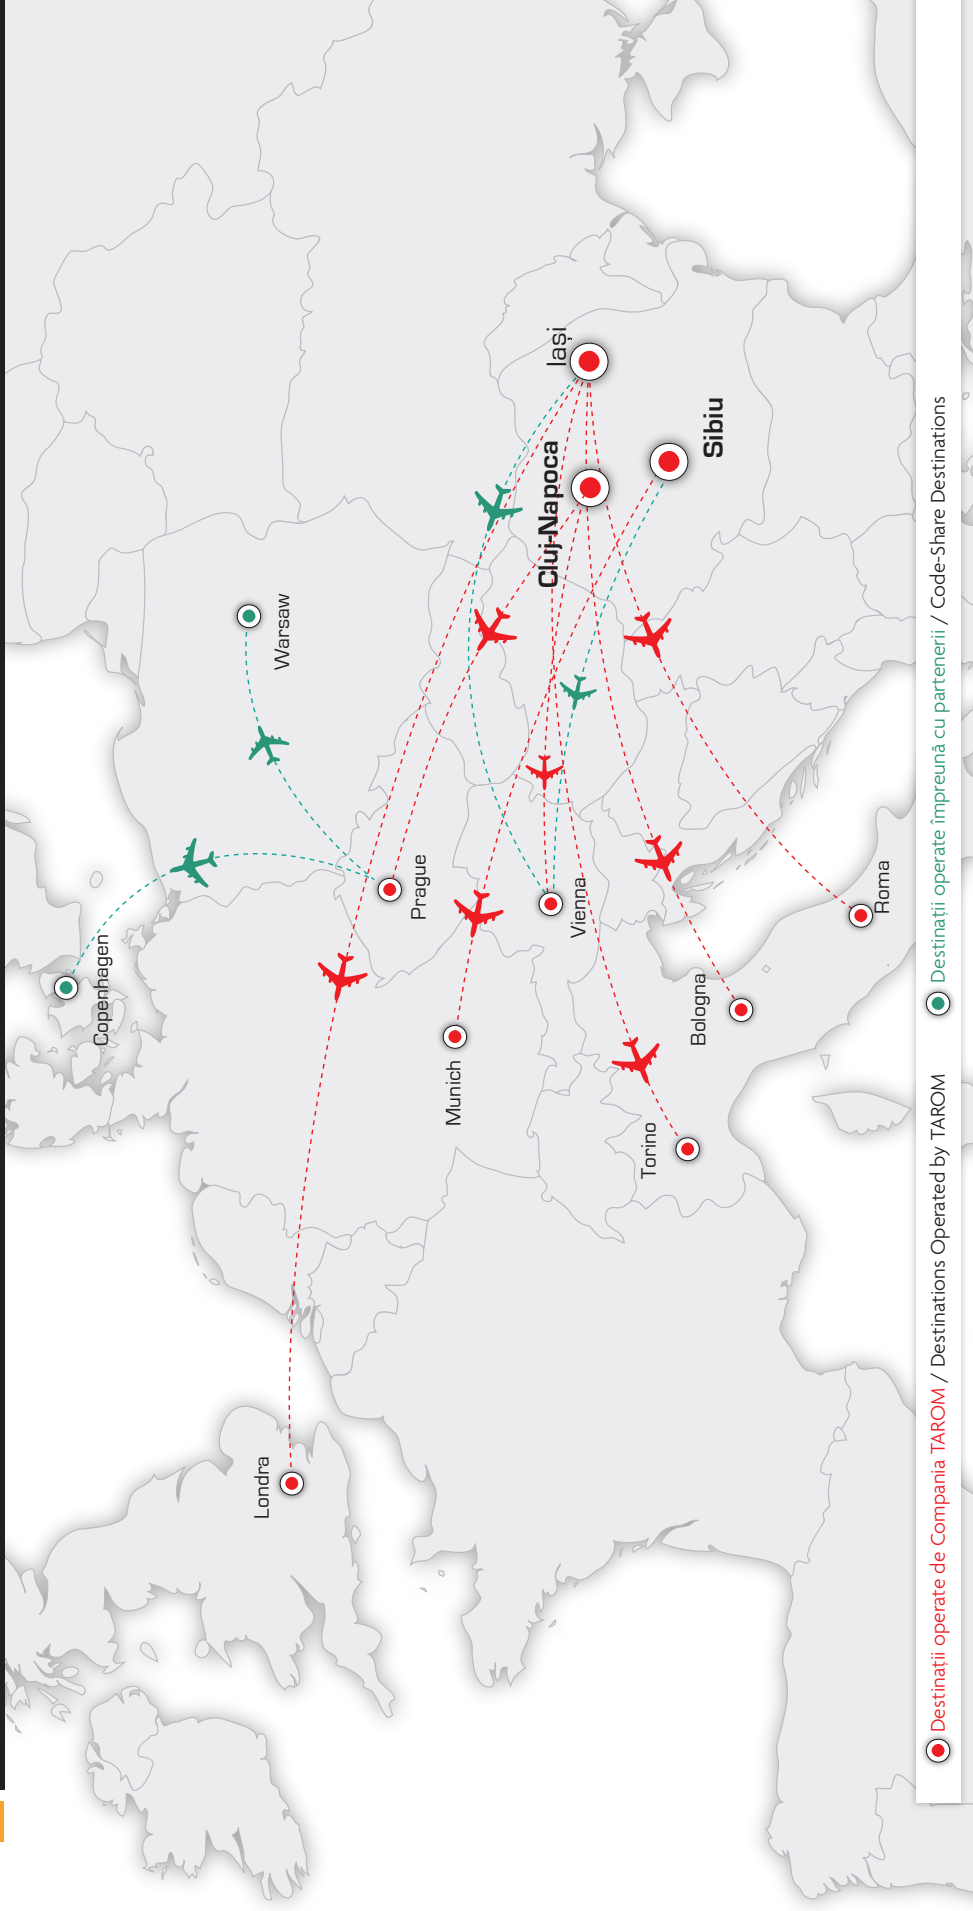 Copenhagen
Warsaw
Londra
Prague
Munich
Iași
Cluj-Napoca
Vienna
Sibiu
Torino
Bologna
Roma
Destinații operate de Compania TAROM / Destinations Operated by TAROM
Destinații operate împreună cu partenerii / Code-Share Destinations